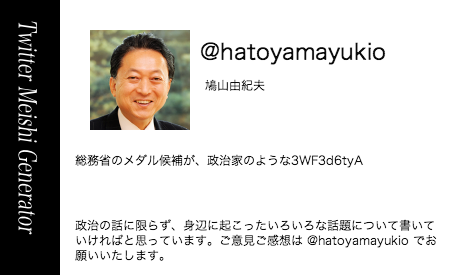 Twitter Meishi Generator
@hatoyamayukio
鳩山由紀夫
総務省のメダル候補が、政治家のような3WF3d6tyA
政治の話に限らず、身辺に起こったいろいろな話題について書いて
いければと思っています。ご意見ご感想は @hatoyamayukio でお
願いいたします。